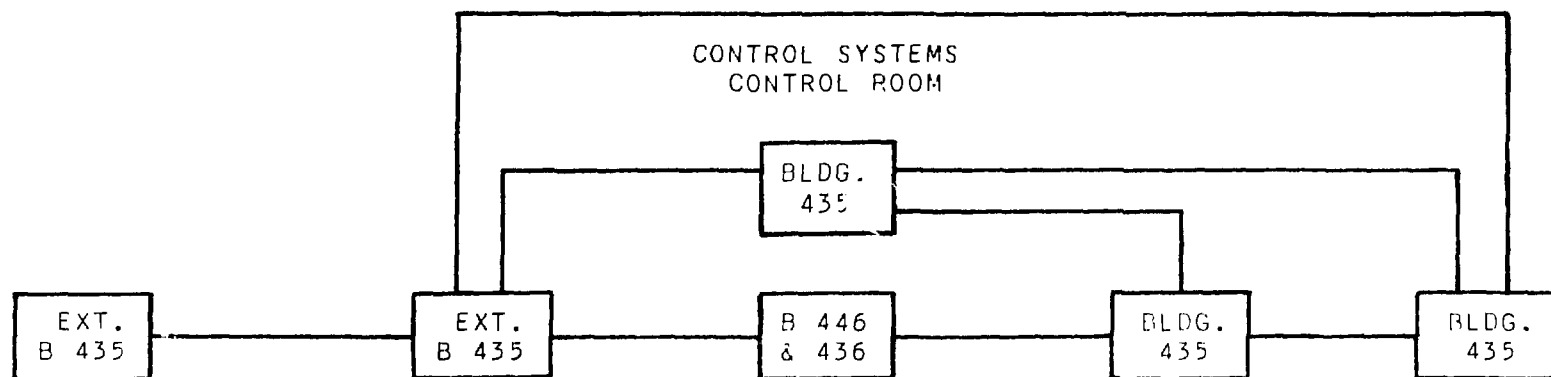 CONTROL SYSTEMS
CONTROL ROOM
BLDG.
435
EXT.
B 435
EXT.
B 435
B 446
& 436
BLDG.
435
BLDG.
435